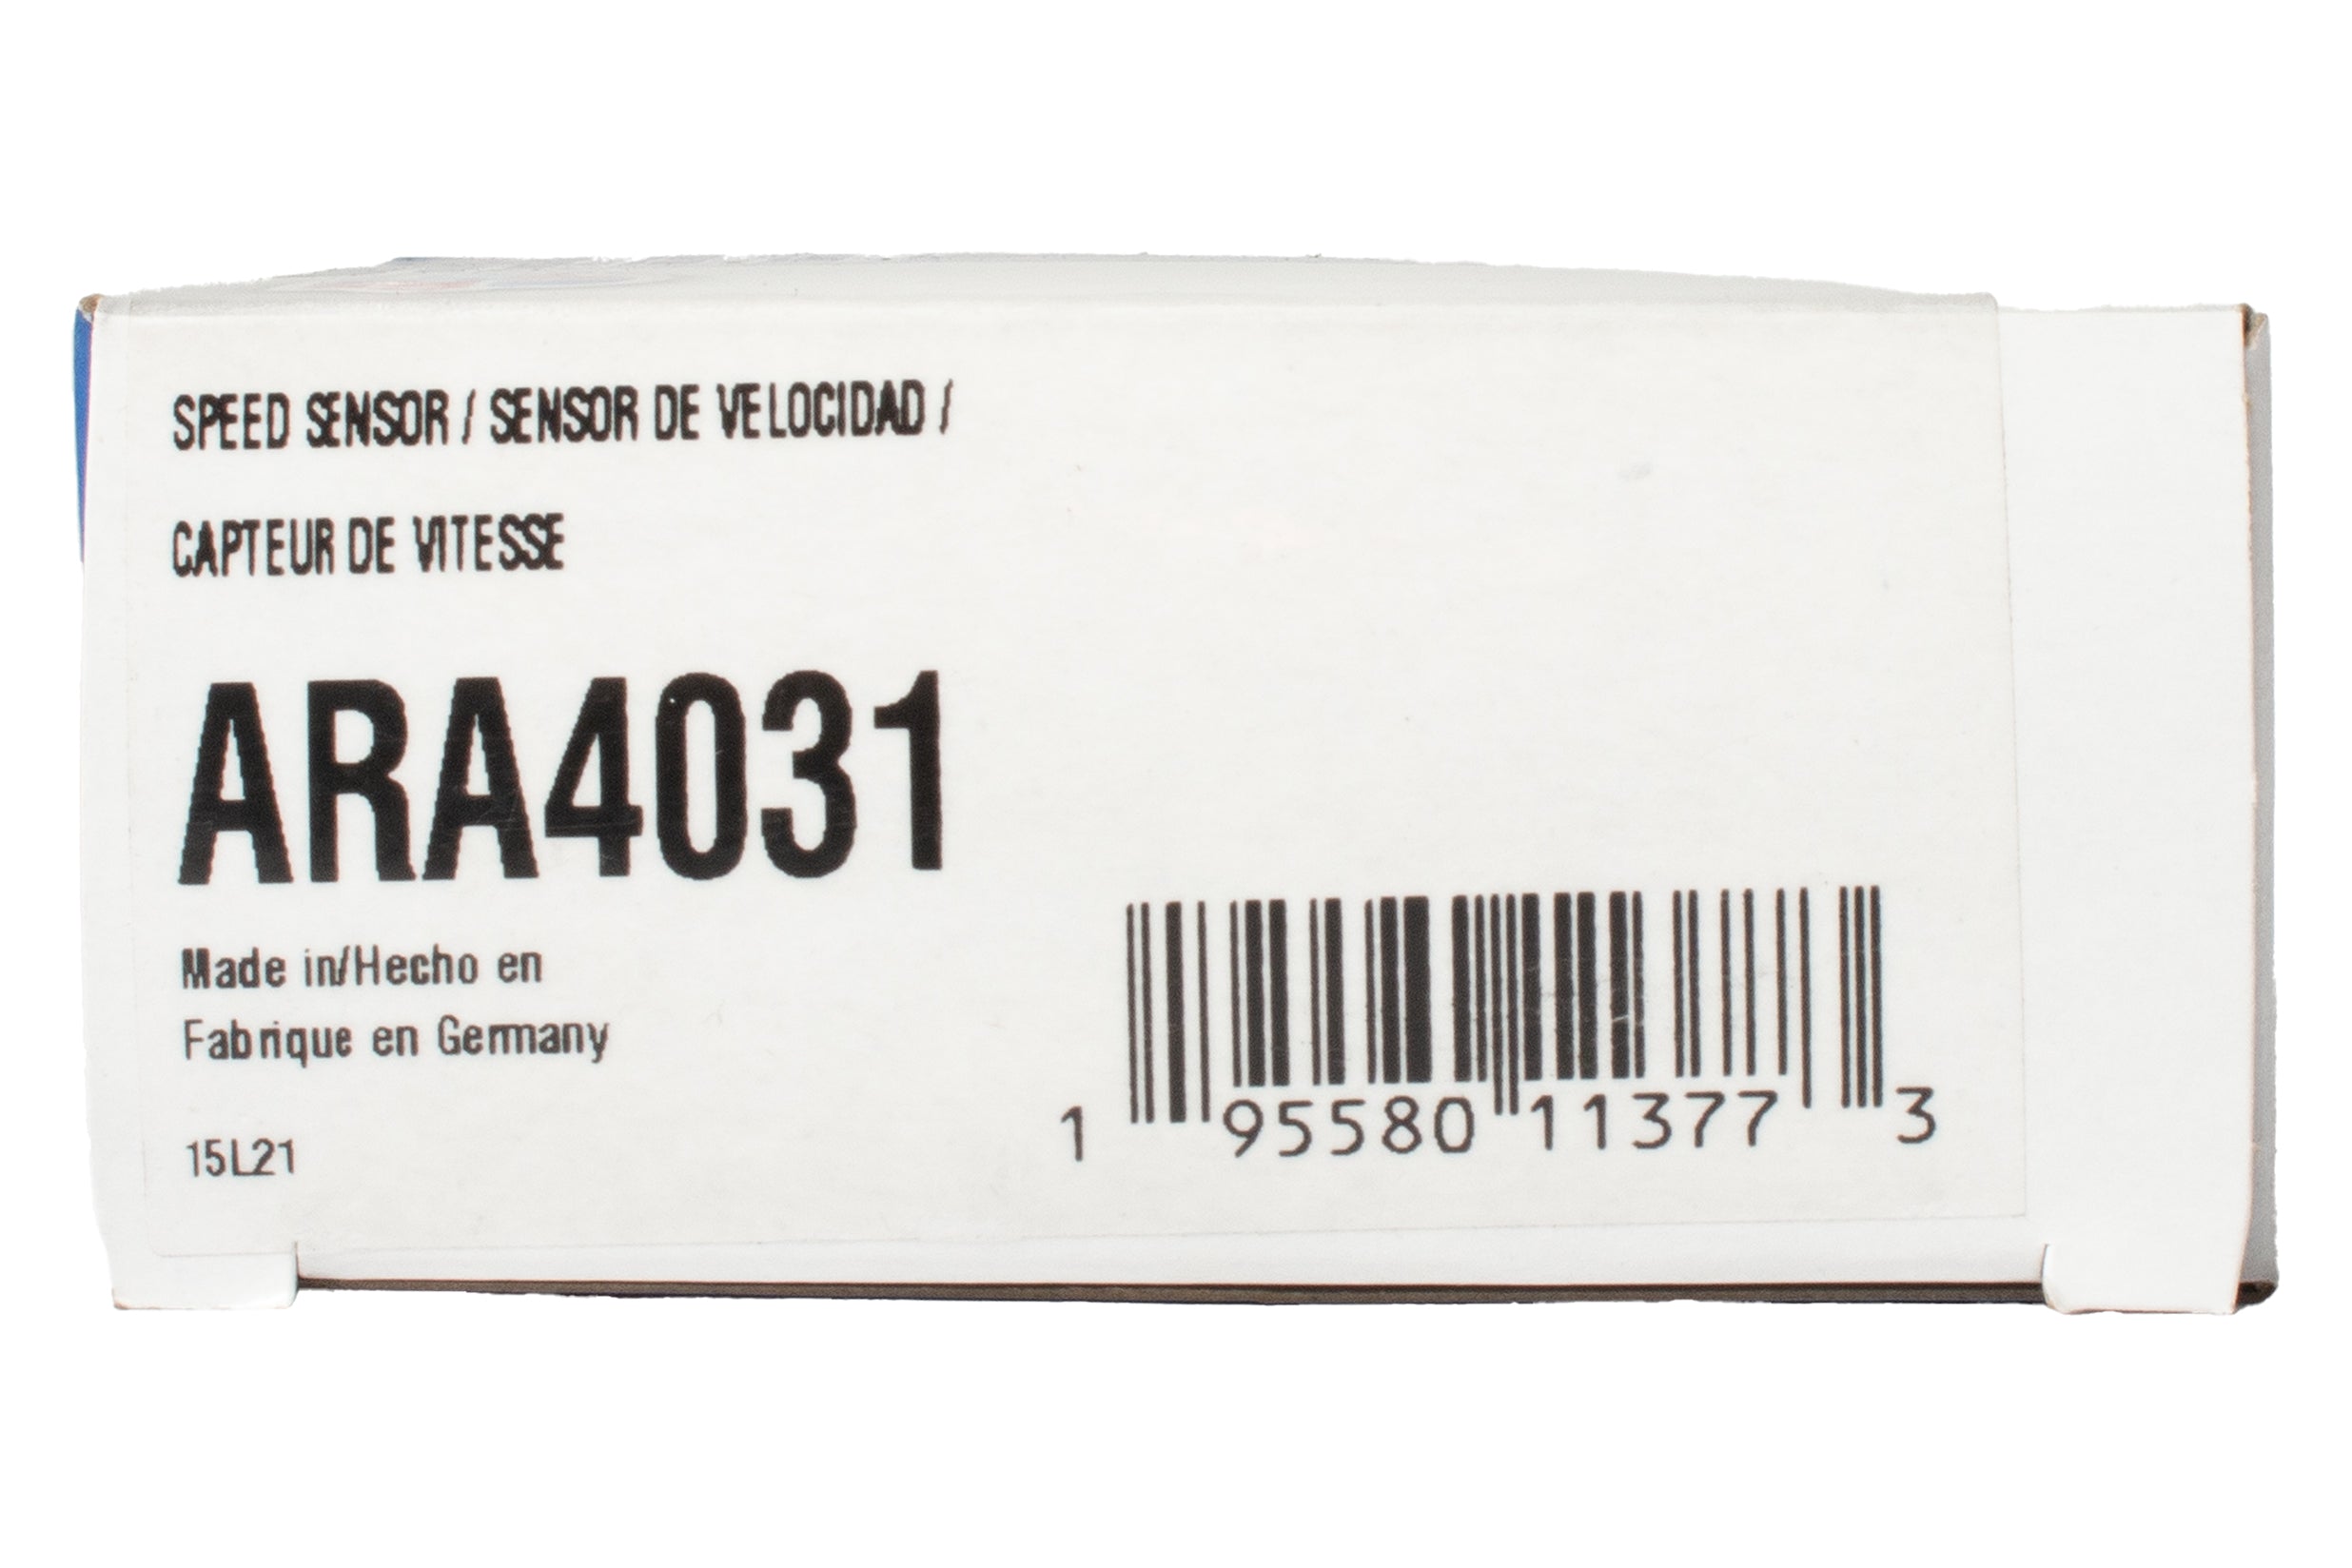 SPEED SENSOR / SENSOR DE VELOCIDAD /
CAPTEUR DE VITESSE
ARA4031
Made in/Hecho en
Fabrique en Germany
15L21
1 95580 11377 3